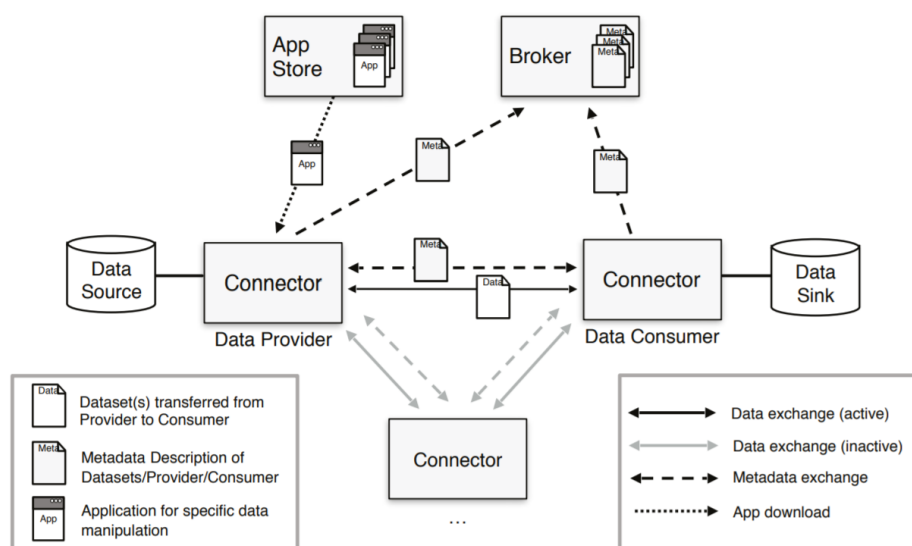 App
Store
App
Broker
Meta
Meta
Meta
App
Meta
Meta
Data
Source
Connector
Data Provider
Meta
Data
Connector
Data Consumer
Data
Sink
Connector
...
Data
Dataset(s) transferred from
Provider to Consumer
Meta
Metadata Description of
Datasets/Provider/Consumer
App
Application for specific data
manipulation
Data exchange (active)
Data exchange (inactive)
Metadata exchange
App download